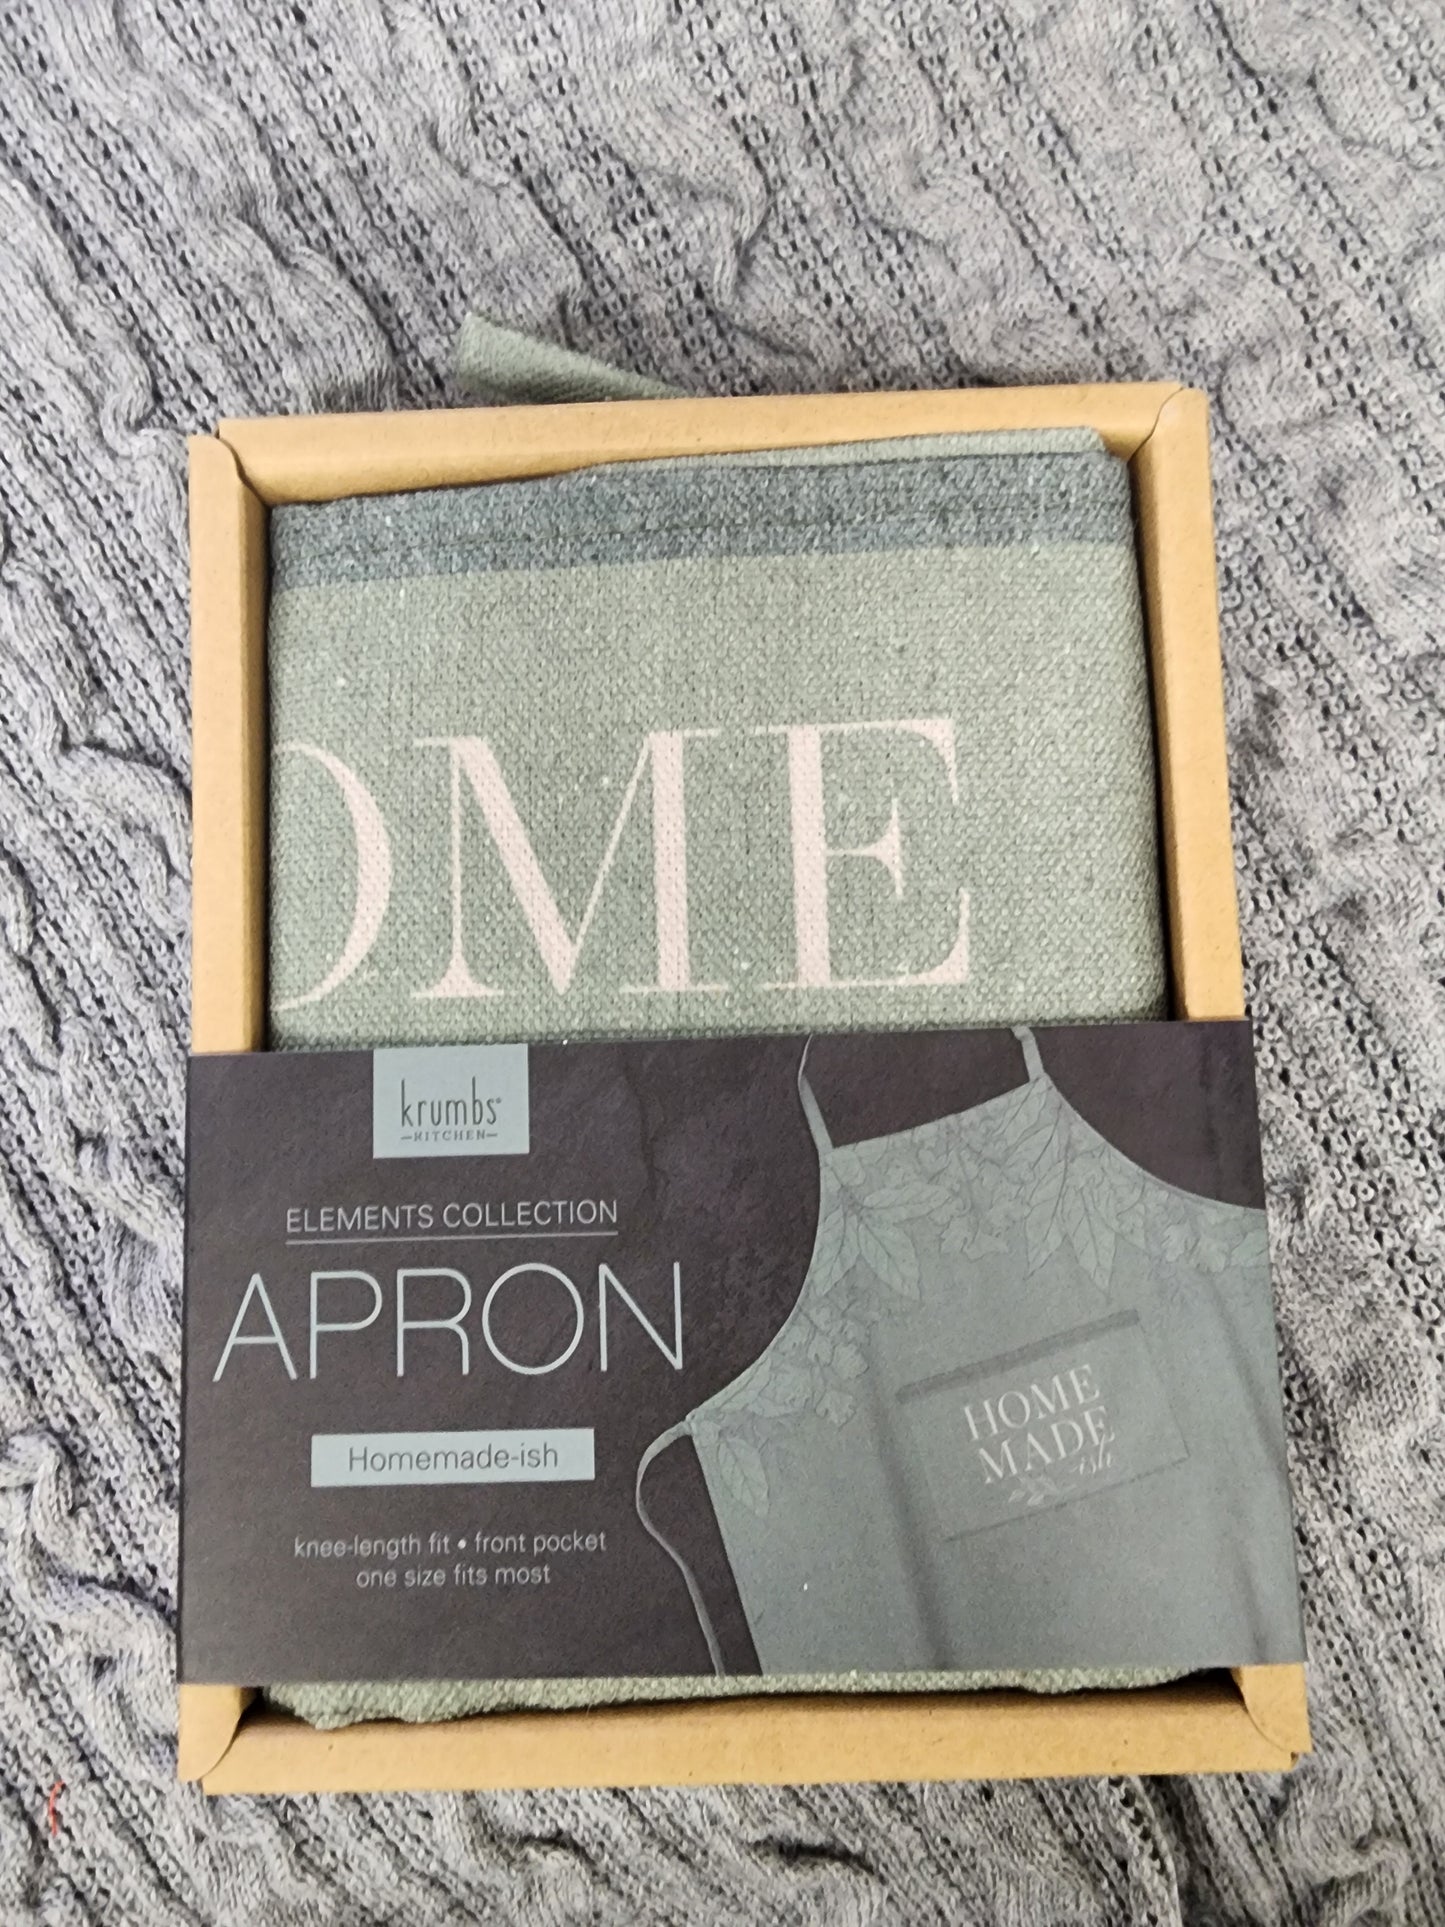 OME
krumbs®
KITCHEN
ELEMENTS COLLECTION
APRON
Homemade-ish
knee-length fit • front pocket
one size fits most
HOME
MADE
-ish